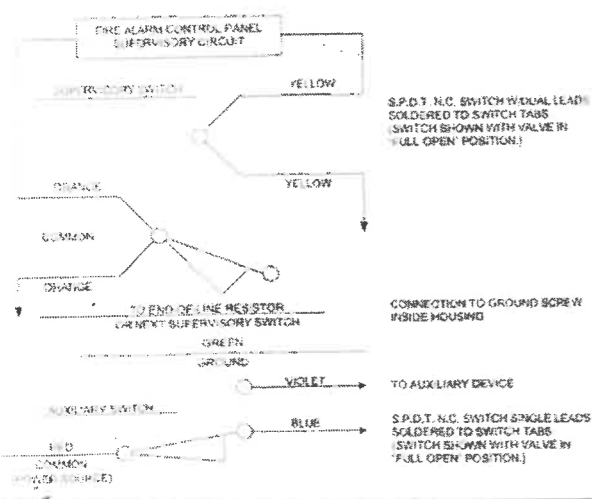 FIRE ALARM CONTROL PANEL
SUPERVISORY CIRCUIT
SUPERVISORY SWITCH
YELLOW
S.P.D.T. N.C. SWITCH W/DUAL LEADS
SOLDERED TO SWITCH TABS
(SWITCH SHOWN WITH VALVE IN
"FULL OPEN" POSITION.)
YELLOW
ORANGE
COMMON
ORANGE
TO END OF LINE RESISTOR
OR NEXT SUPERVISORY SWITCH
CONNECTION TO GROUND SCREW
INSIDE HOUSING
GREEN
GROUND
VIOLET
TO AUXILIARY DEVICE
AUXILIARY SWITCH
BLUE
S.P.D.T. N.C. SWITCH SINGLE LEADS
SOLDERED TO SWITCH TABS
(SWITCH SHOWN WITH VALVE IN
"FULL OPEN" POSITION.)
RED
COMMON
(POWER SOURCE)